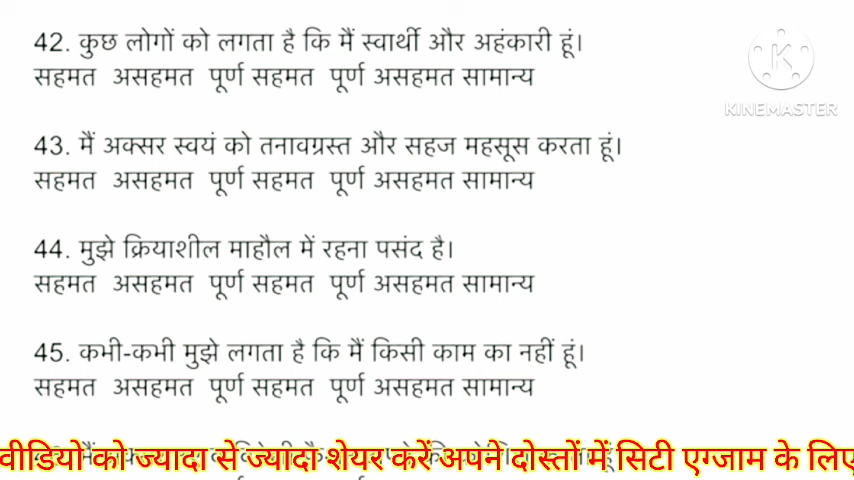 42. कुछ लोगों को लगता है कि मैं स्वार्थी और अहंकारी हूं।
सहमत असहमत पूर्ण सहमत पूर्ण असहमत सामान्य
43. मैं अक्सर स्वयं को तनावग्रस्त और सहज महसूस करता हूं।
सहमत असहमत पूर्ण सहमत पूर्ण असहमत सामान्य
44. मुझे क्रियाशील माहौल में रहना पसंद है।
सहमत असहमत पूर्ण सहमत पूर्ण असहमत सामान्य
45. कभी-कभी मुझे लगता है कि मैं किसी काम का नहीं हूं।
सहमत असहमत पूर्ण सहमत पूर्ण असहमत सामान्य
वीडियो को ज्यादा से ज्यादा शेयर करें अपने दोस्तों में सिटी एग्जाम के लिए
K
KINEMASTER